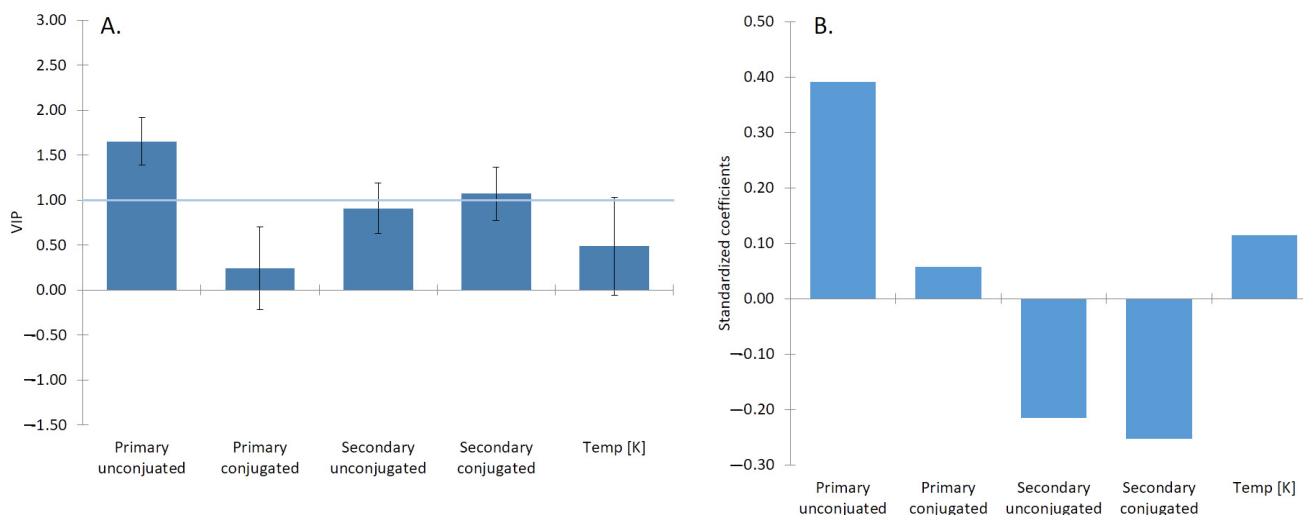 A.
3.00
2.50
2.00
1.50
1.00
0.50
0.00
—0.50
—1.00
—1.50
VIP
Primary
unconjuated
Primary
conjugated
Secondary
unconjugated
Secondary
conjugated
Temp [K]
B.
0.50
0.40
0.30
0.20
0.10
0.00
—0.10
—0.20
—0.30
Standardized coefficients
Primary
unconjuated
Primary
conjugated
Secondary
unconjugated
Secondary
conjugated
Temp [K]